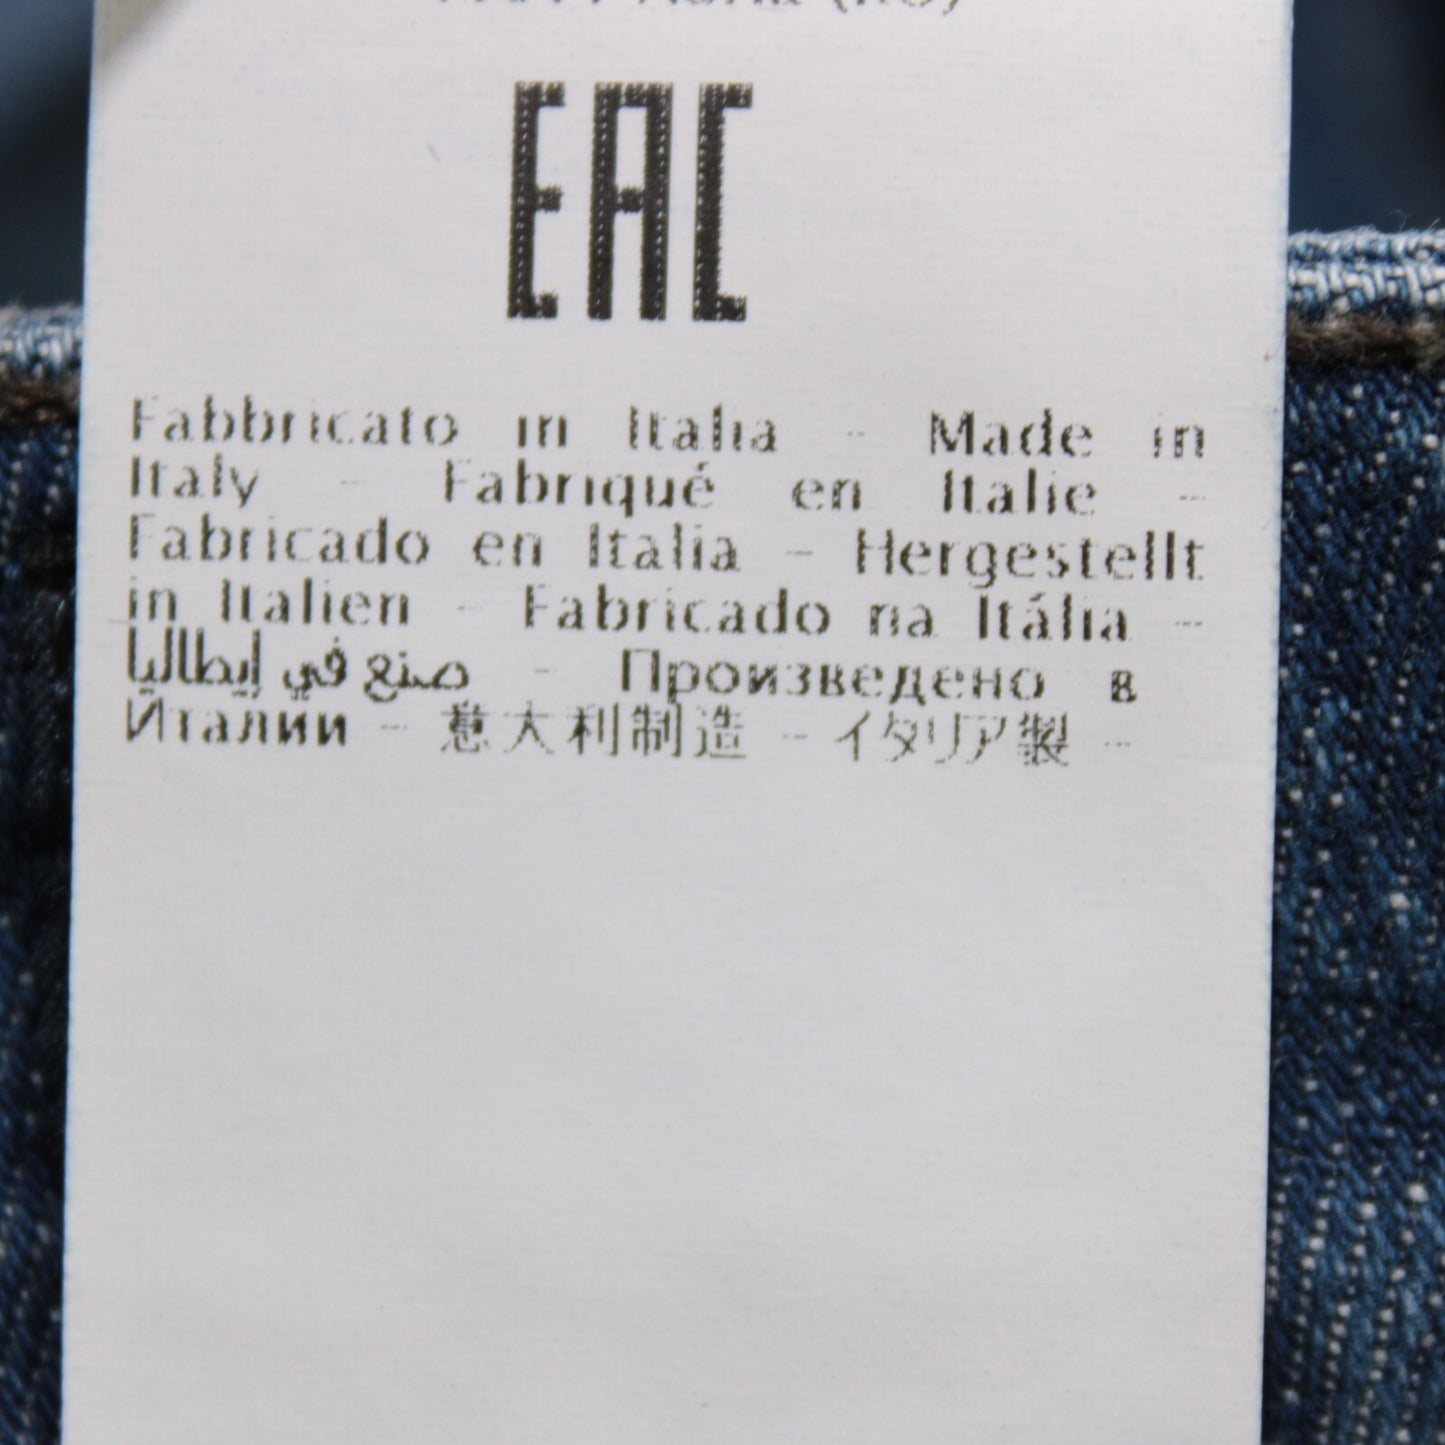 EAC
Fabbricato in Italia - Made in
Italy - Fabriqué en Italie -
Fabricado en Italia - Hergestellt
in Italien - Fabricado na Itália -
صنع في إيطاليا - Произведено в
Италии - 意大利制造 - イタリア製 -